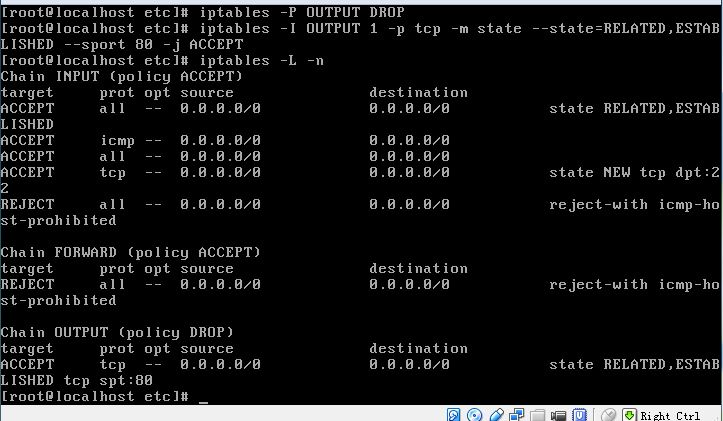 [root@localhost etc]# iptables -P OUTPUT DROP
[root@localhost etc]# iptables -I OUTPUT 1 -p tcp -m state --state=RELATED,ESTAB
LISHED --sport 80 -j ACCEPT
[root@localhost etc]# iptables -L -n
Chain INPUT (policy ACCEPT)
target     prot opt source               destination
ACCEPT     all  --  0.0.0.0/0            0.0.0.0/0           state RELATED,ESTAB
LISHED
ACCEPT     icmp --  0.0.0.0/0            0.0.0.0/0
ACCEPT     all  --  0.0.0.0/0            0.0.0.0/0
ACCEPT     tcp  --  0.0.0.0/0            0.0.0.0/0           state NEW tcp dpt:2
2
REJECT     all  --  0.0.0.0/0            0.0.0.0/0           reject-with icmp-ho
st-prohibited

Chain FORWARD (policy ACCEPT)
target     prot opt source               destination
REJECT     all  --  0.0.0.0/0            0.0.0.0/0           reject-with icmp-ho
st-prohibited

Chain OUTPUT (policy DROP)
target     prot opt source               destination
ACCEPT     tcp  --  0.0.0.0/0            0.0.0.0/0           state RELATED,ESTAB
LISHED tcp spt:80
[root@localhost etc]# _
Right Ctrl